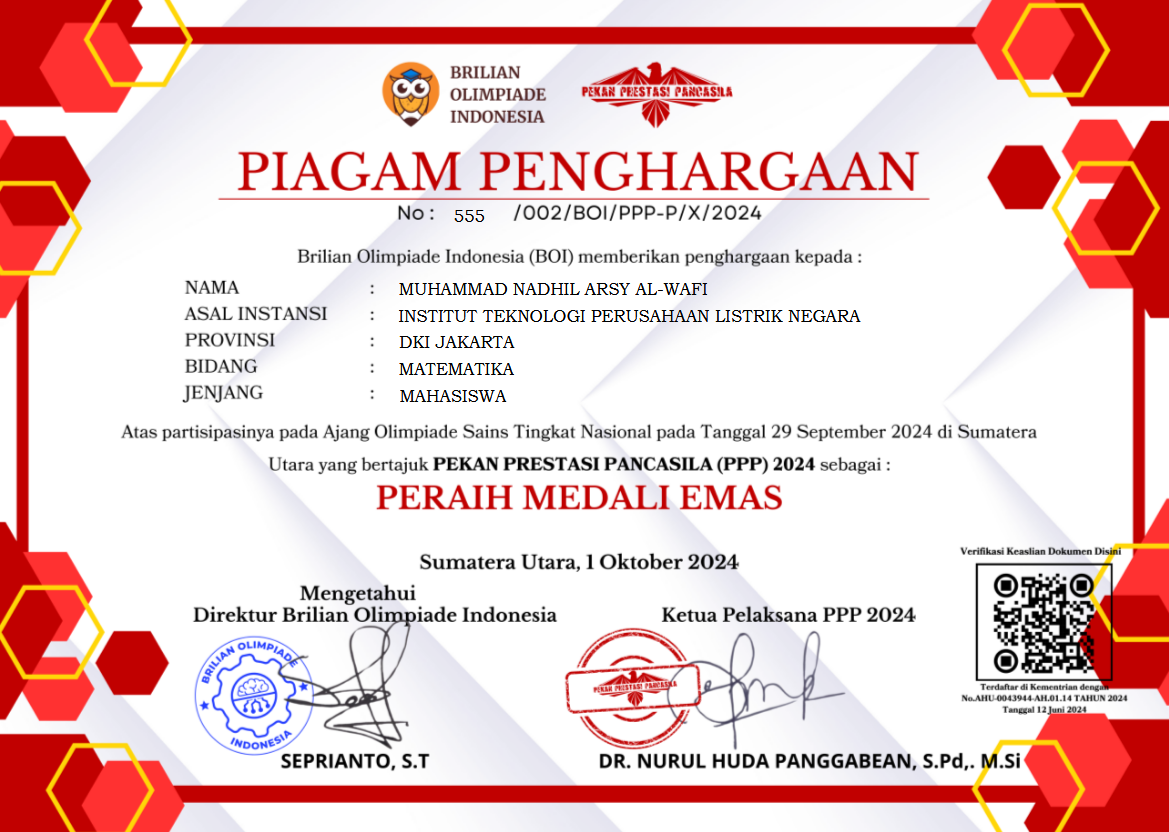 BRILIAN
OLIMPIADE
INDONESIA
PEKAN PRESTASI PANCASILA
PIAGAM PENGHARGAAN
No : 555 /002/BOI/PPP-P/X/2024
Brilian Olimpiade Indonesia (BOI) memberikan penghargaan kepada :
NAMA : MUHAMMAD NADHIL ARSY AL-WAFI
ASAL INSTANSI : INSTITUT TEKNOLOGI PERUSAHAAN LISTRIK NEGARA
PROVINSI : DKI JAKARTA
BIDANG : MATEMATIKA
JENJANG : MAHASISWA
Atas partisipasinya pada Ajang Olimpiade Sains Tingkat Nasional pada Tanggal 29 September 2024 di Sumatera
Utara yang bertajuk PEKAN PRESTASI PANCASILA (PPP) 2024 sebagai :
PERAIH MEDALI EMAS
Sumatera Utara, 1 Oktober 2024
Mengetahui
Direktur Brilian Olimpiade Indonesia
Ketua Pelaksana PPP 2024
BRILIAN OLIMPIADE
INDONESIA
PEKAN PRESTASI PANCASILA
SEPRIANTO, S.T
DR. NURUL HUDA PANGGABEAN, S.Pd,. M.Si
Verifikasi Keaslian Dokumen Disini
Terdaftar di Kementrian dengan
No.AHU-0043944-AH.01.14 TAHUN 2024
Tanggal 12 Juni 2024